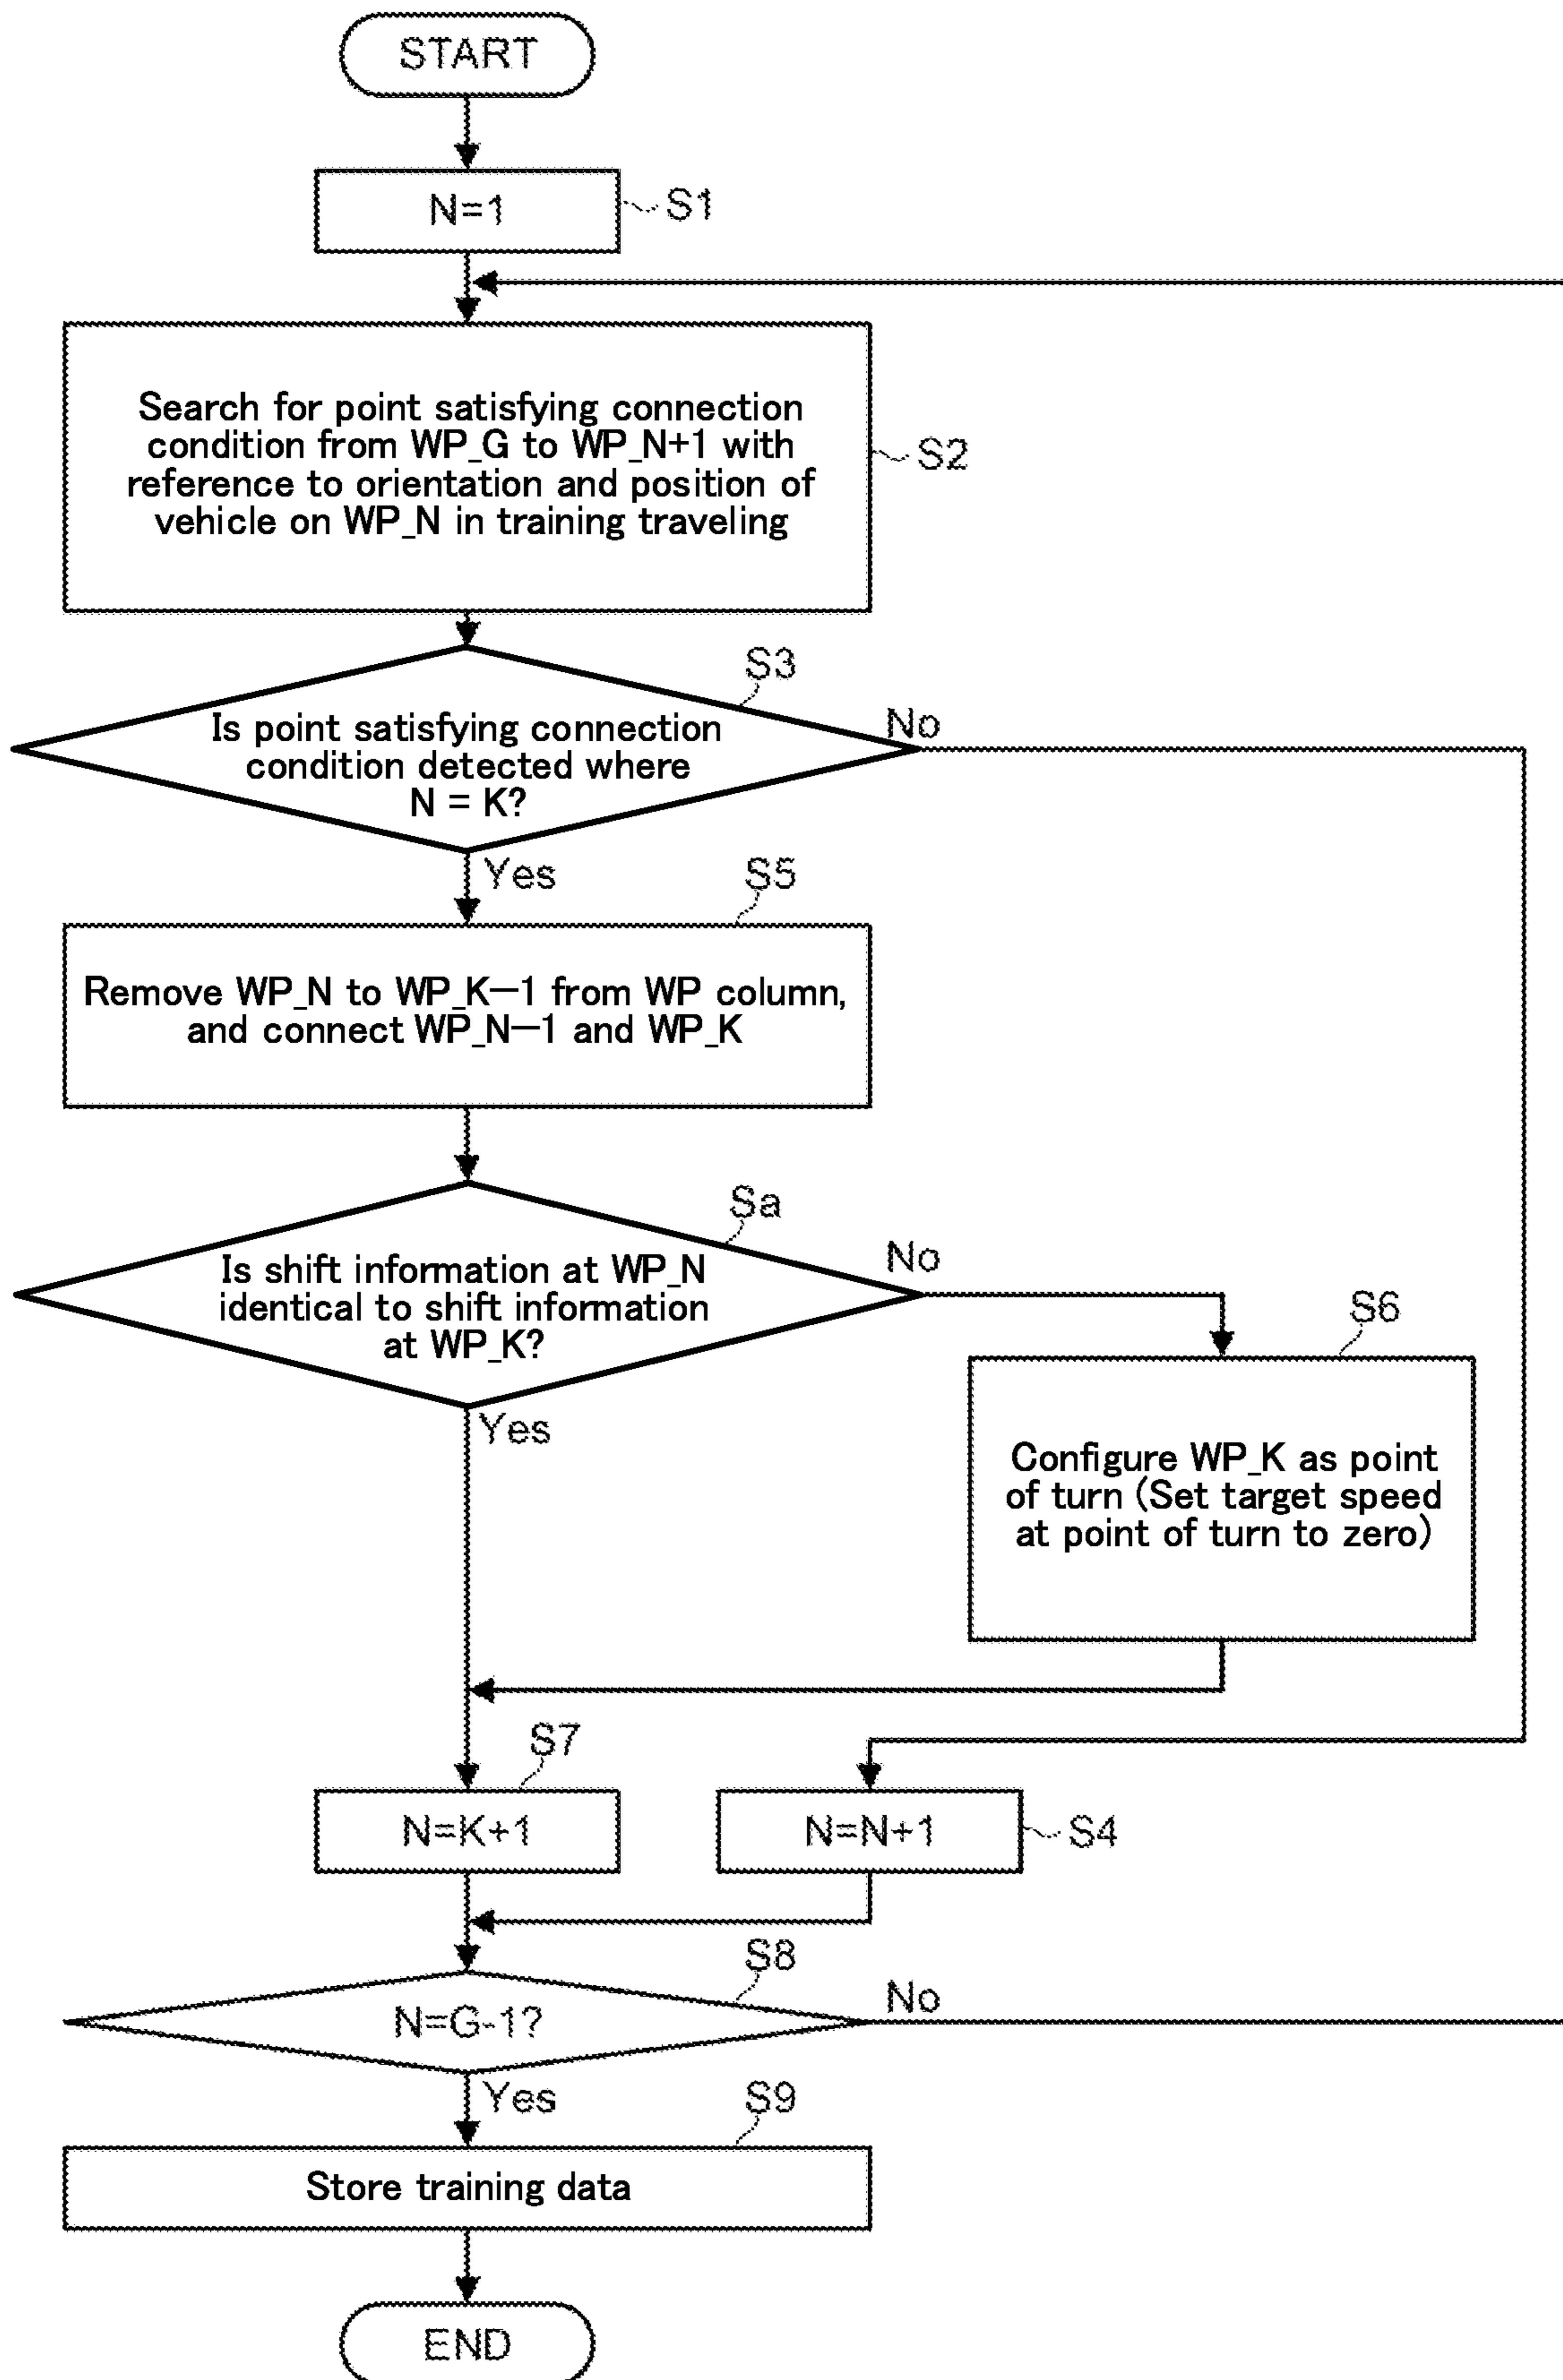 START
N=1
S1
Search for point satisfying connection
condition from WP_G to WP_N+1 with
reference to orientation and position of
vehicle on WP_N in training traveling
S2
S3
Is point satisfying connection
condition detected where
N = K?
No
Yes
S5
Remove WP_N to WP_K−1 from WP column,
and connect WP_N−1 and WP_K
Sa
Is shift information at WP_N
identical to shift information
at WP_K?
No
Yes
S6
Configure WP_K as point
of turn (Set target speed
at point of turn to zero)
S7
N=K+1
N=N+1
S4
S8
N=G-1?
No
Yes
S9
Store training data
END